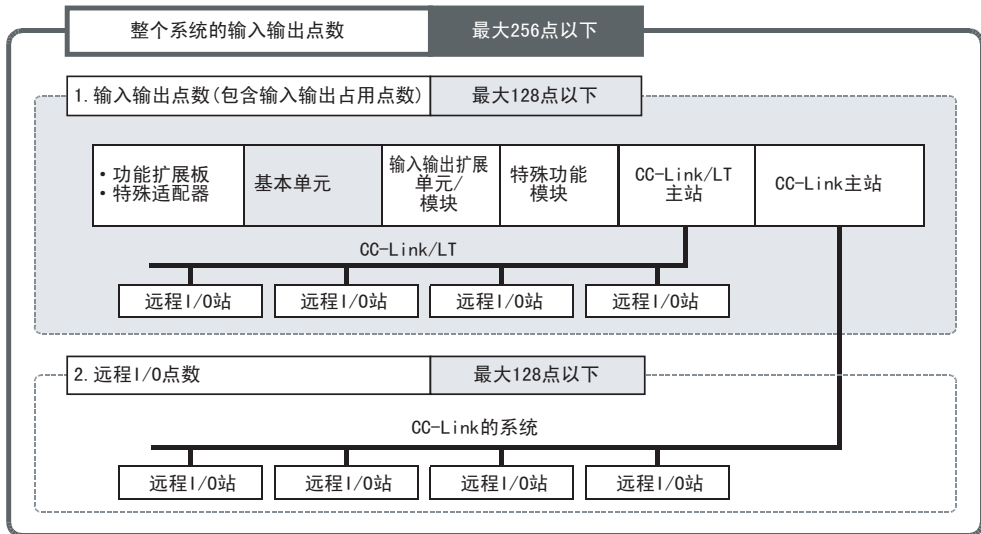 整个系统的输入输出点数 最大256点以下
1.输入输出点数(包含输入输出占用点数) 最大128点以下
・功能扩展板
・特殊适配器
基本单元
输入输出扩展
单元/
模块
特殊功能
模块
CC-Link/LT
主站
CC-Link主站
CC-Link/LT
远程I/O站 远程I/O站 远程I/O站 远程I/O站
2.远程I/O点数 最大128点以下
CC-Link的系统
远程I/O站 远程I/O站 远程I/O站 远程I/O站